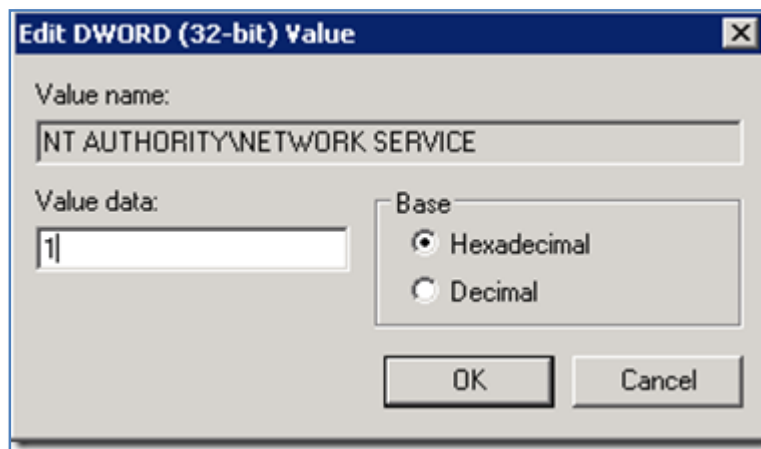 Edit DWORD (32-bit) Value
Value name:
NT AUTHORITY\NETWORK SERVICE
Value data:
1
Base
Hexadecimal
Decimal
OK
Cancel